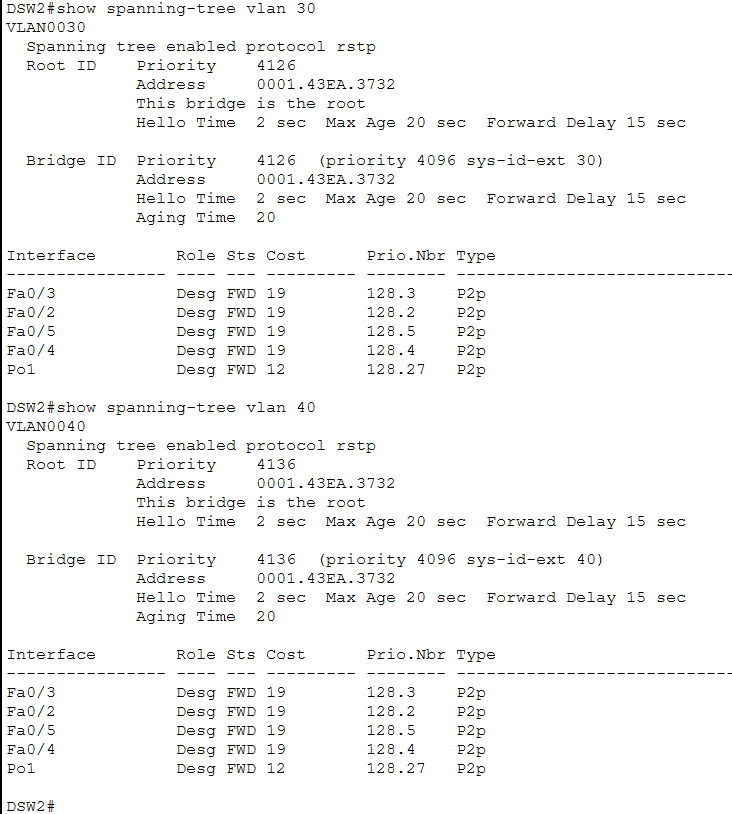 DSW2#show spanning-tree vlan 30
VLAN0030
  Spanning tree enabled protocol rstp
  Root ID    Priority    4126
             Address     0001.43EA.3732
             This bridge is the root
             Hello Time  2 sec  Max Age 20 sec  Forward Delay 15 sec

  Bridge ID  Priority    4126  (priority 4096 sys-id-ext 30)
             Address     0001.43EA.3732
             Hello Time  2 sec  Max Age 20 sec  Forward Delay 15 sec
             Aging Time  20

Interface        Role Sts Cost      Prio.Nbr Type
---------------- ---- --- --------- -------- ----------------------------
Fa0/3            Desg FWD 19        128.3    P2p
Fa0/2            Desg FWD 19        128.2    P2p
Fa0/5            Desg FWD 19        128.5    P2p
Fa0/4            Desg FWD 19        128.4    P2p
Po1              Desg FWD 12        128.27   P2p

DSW2#show spanning-tree vlan 40
VLAN0040
  Spanning tree enabled protocol rstp
  Root ID    Priority    4136
             Address     0001.43EA.3732
             This bridge is the root
             Hello Time  2 sec  Max Age 20 sec  Forward Delay 15 sec

  Bridge ID  Priority    4136  (priority 4096 sys-id-ext 40)
             Address     0001.43EA.3732
             Hello Time  2 sec  Max Age 20 sec  Forward Delay 15 sec
             Aging Time  20

Interface        Role Sts Cost      Prio.Nbr Type
---------------- ---- --- --------- -------- ----------------------------
Fa0/3            Desg FWD 19        128.3    P2p
Fa0/2            Desg FWD 19        128.2    P2p
Fa0/5            Desg FWD 19        128.5    P2p
Fa0/4            Desg FWD 19        128.4    P2p
Po1              Desg FWD 12        128.27   P2p

DSW2#